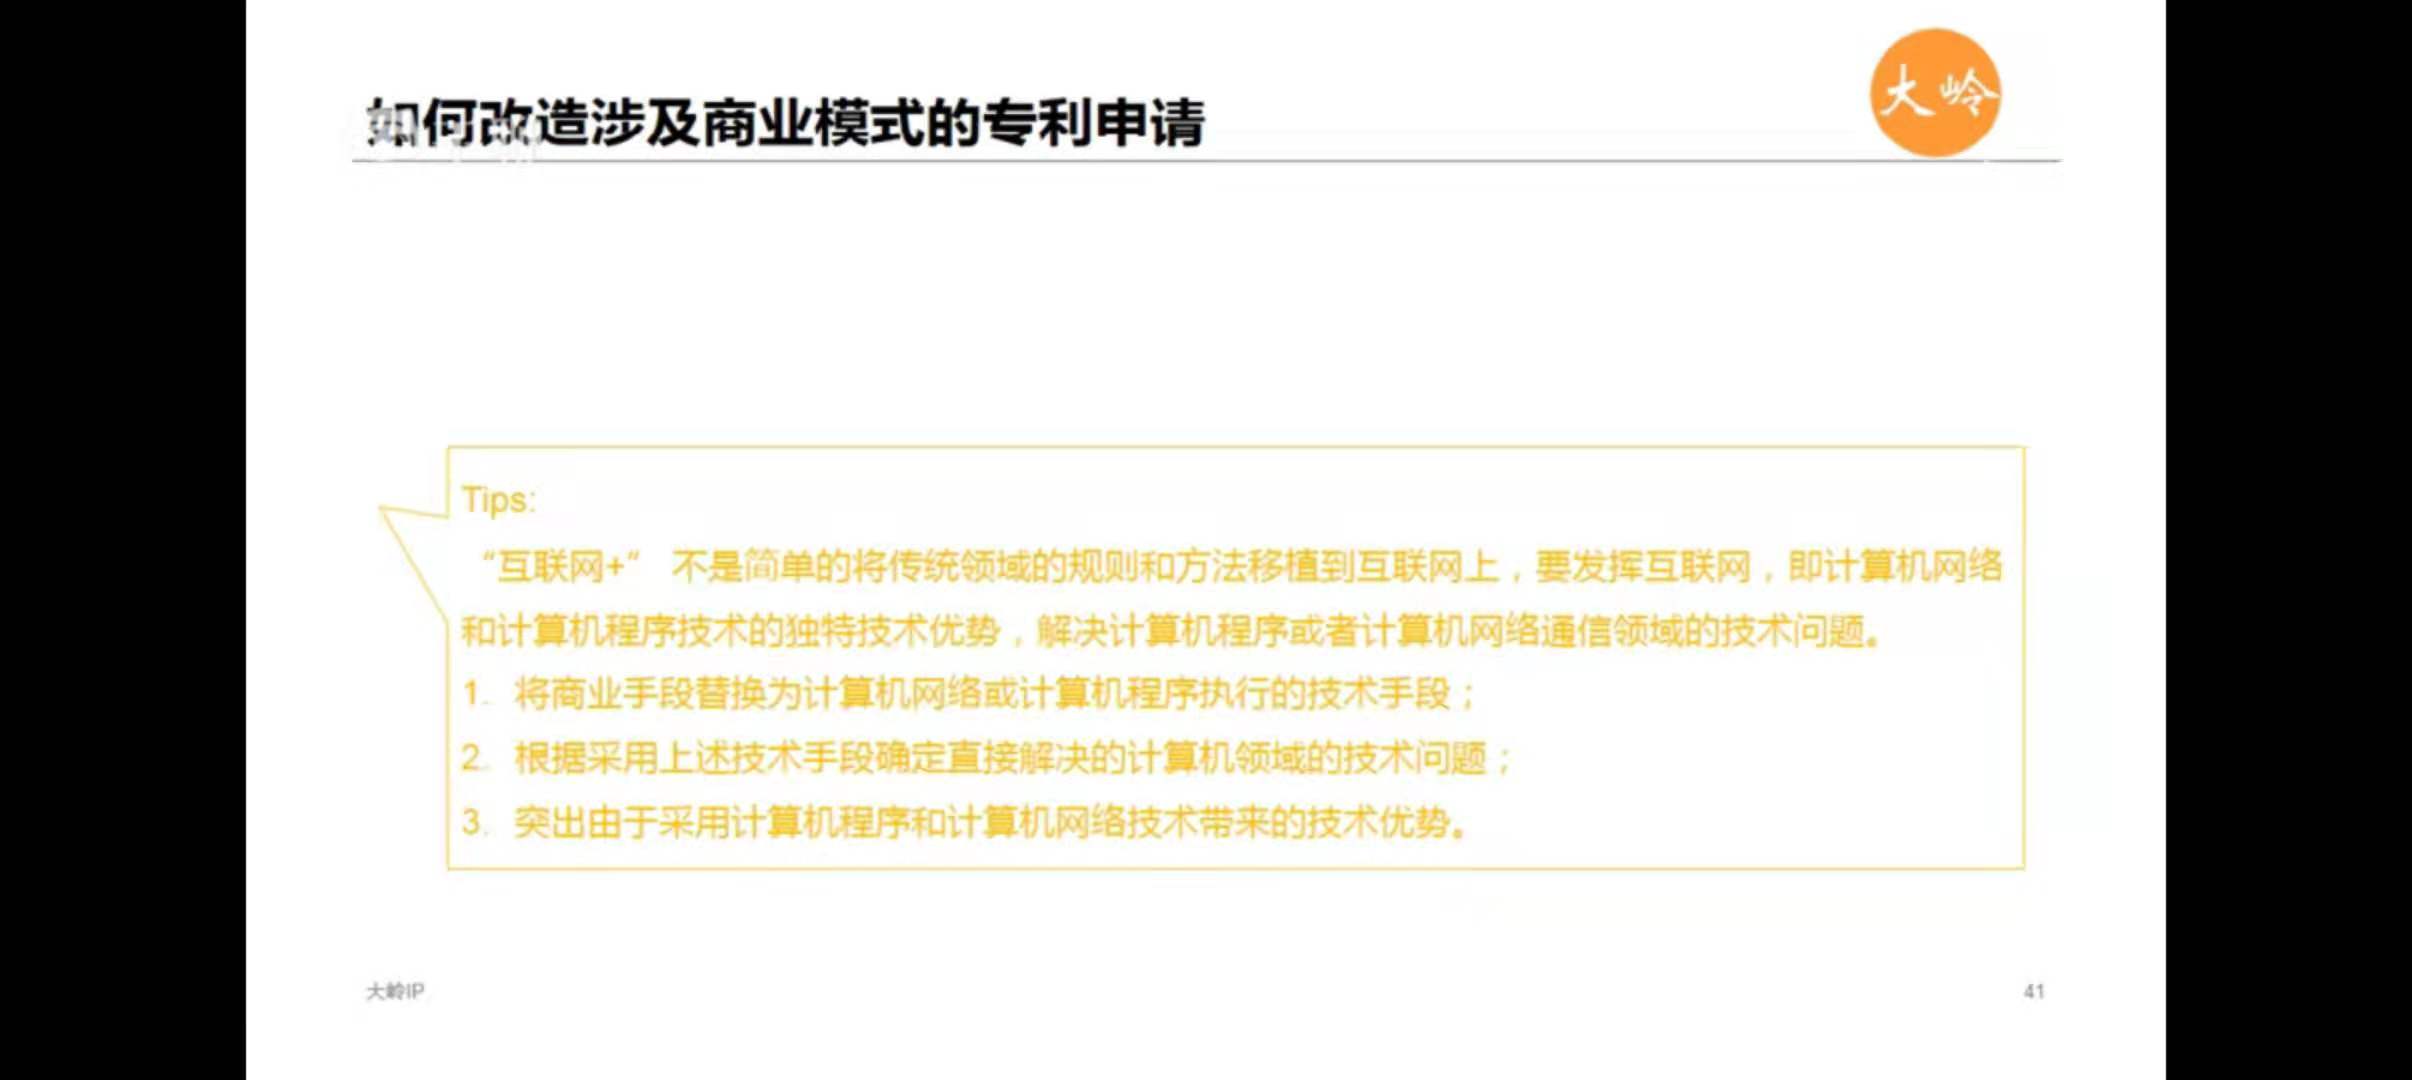 大岭
如何改造涉及商业模式的专利申请
Tips:
“互联网+” 不是简单的将传统领域的规则和方法移植到互联网上，要发挥互联网，即计算机网络
和计算机程序技术的独特技术优势，解决计算机程序或者计算机网络通信领域的技术问题。
1. 将商业手段替换为计算机网络或计算机程序执行的技术手段；
2. 根据采用上述技术手段确定直接解决的计算机领域的技术问题；
3. 突出由于采用计算机程序和计算机网络技术带来的技术优势。
大岭IP
41